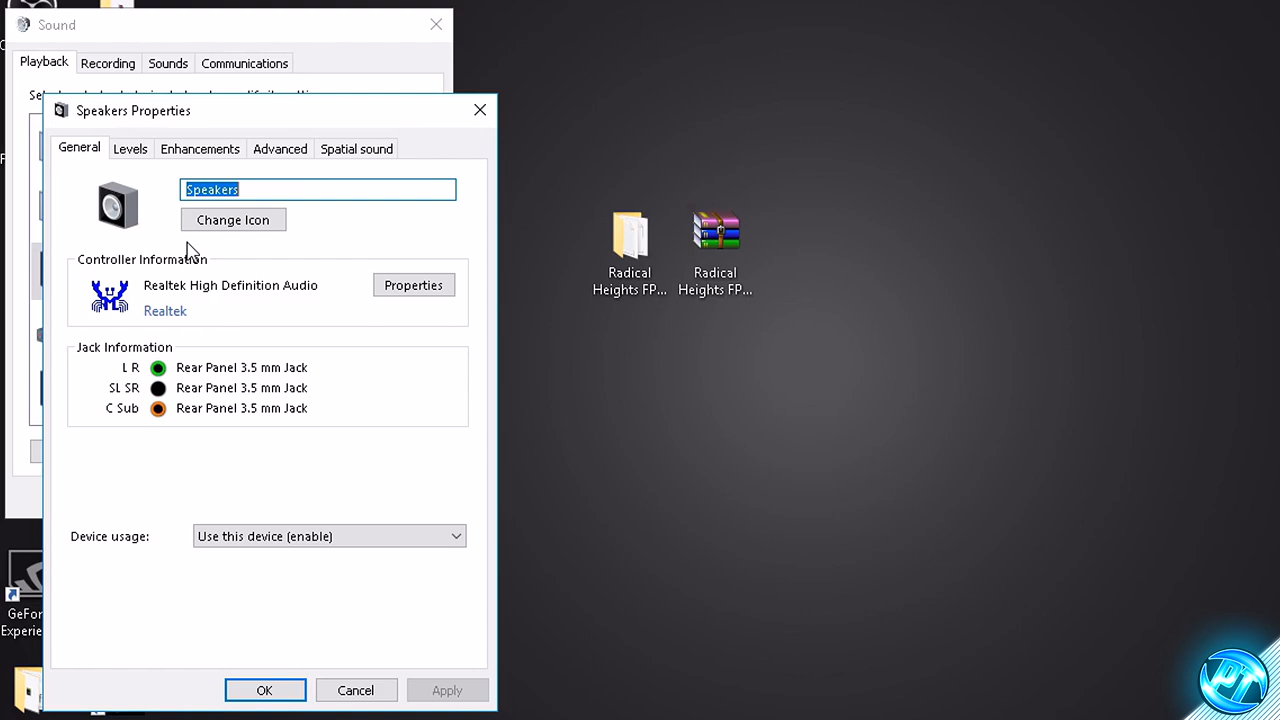 Sound
Playback Recording Sounds Communications
Speakers Properties
General Levels Enhancements Advanced Spatial sound
Speakers
Change Icon
Controller Information
Realtek High Definition Audio
Properties
Realtek
Jack Information
L R Rear Panel 3.5 mm Jack
SL SR Rear Panel 3.5 mm Jack
C Sub Rear Panel 3.5 mm Jack
Device usage: Use this device (enable)
OK Cancel Apply
Radical
Heights FP...
Radical
Heights FP...
GeFor
Experie
PT